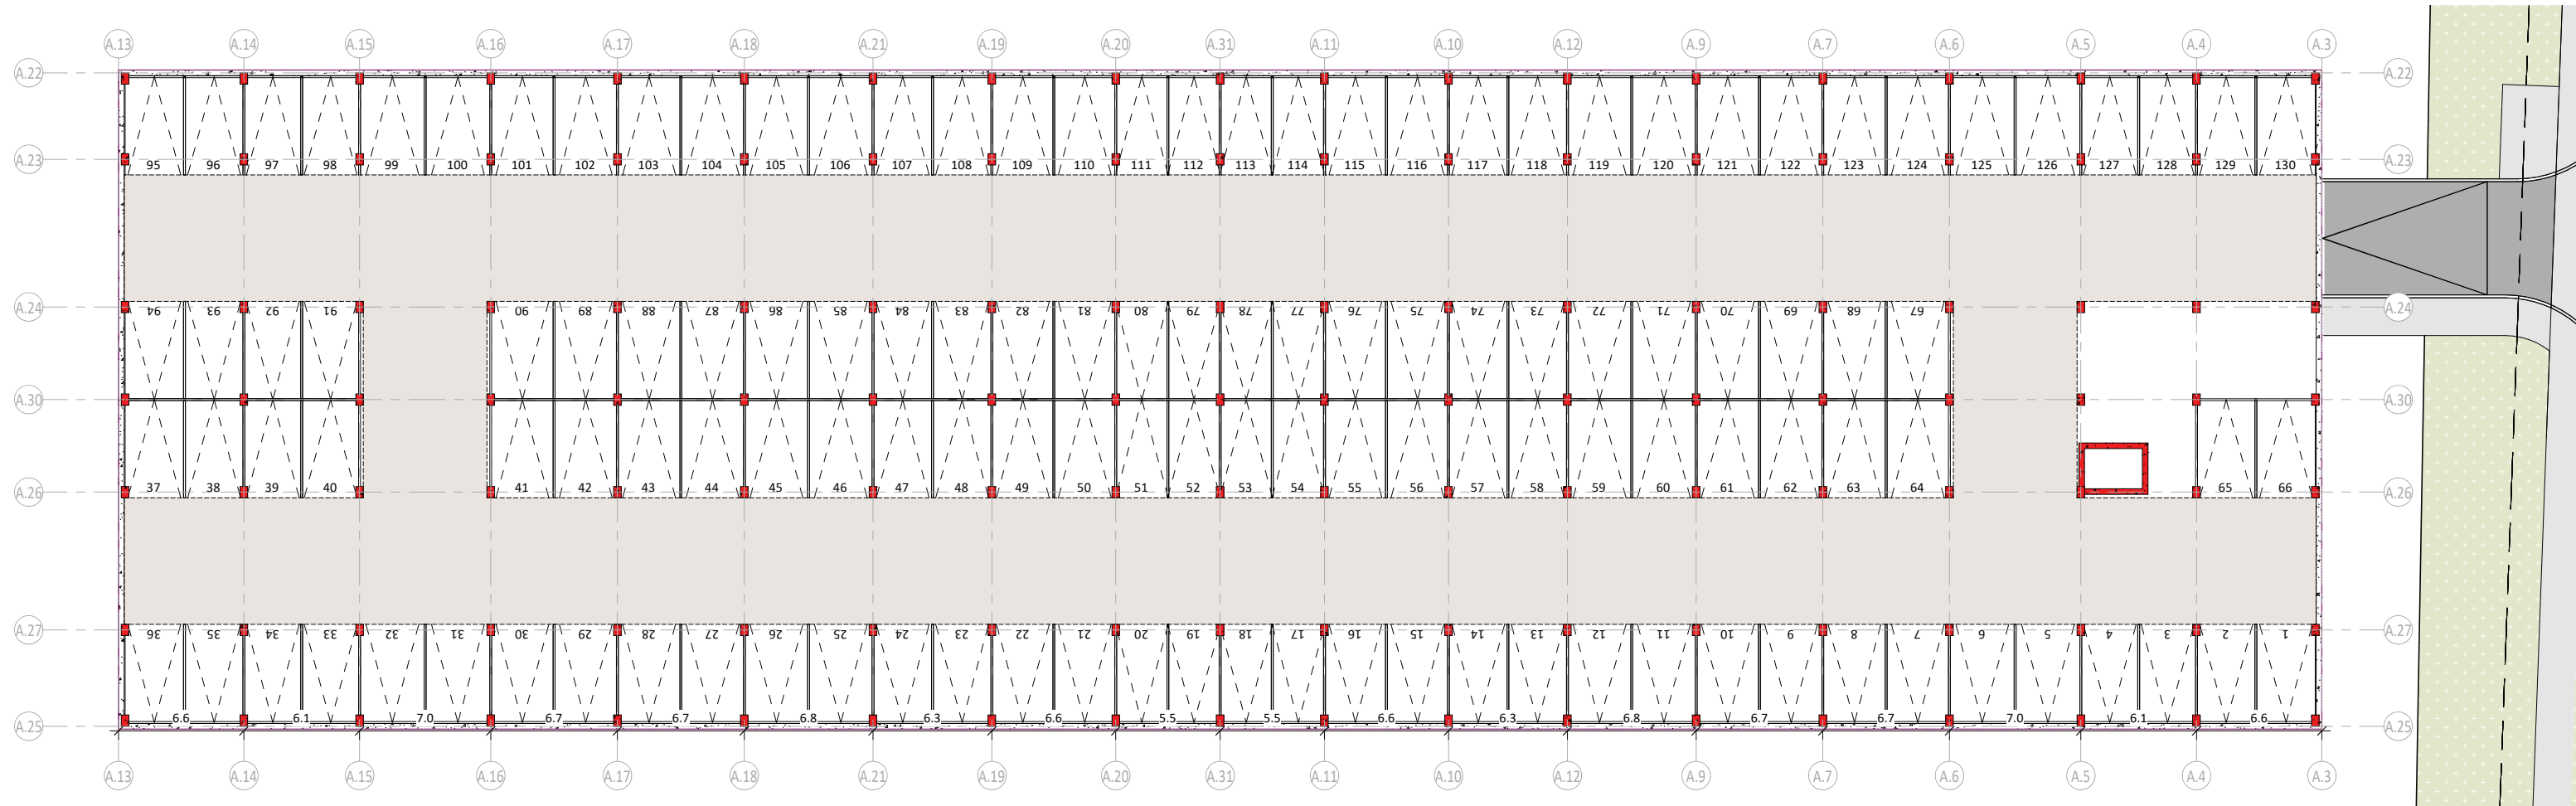 A.13 A.14 A.15 A.16 A.17 A.18 A.21 A.19 A.20 A.31 A.11 A.10 A.12 A.9 A.7 A.6 A.5 A.4 A.3
A.22 A.22
A.23 A.23
95 96 97 98 99 100 101 102 103 104 105 106 107 108 109 110 111 112 113 114 115 116 117 118 119 120 121 122 123 124 125 126 127 128 129 130
A.24 A.24
94 93 92 91 90 89 88 87 86 85 84 83 82 81 80 79 78 77 76 75 74 73 72 71 70 69 68 67
A.30 A.30
37 38 39 40 41 42 43 44 45 46 47 48 49 50 51 52 53 54 55 56 57 58 59 60 61 62 63 64 65 66
A.26 A.26
A.27 A.27
36 35 34 33 32 31 30 29 28 27 26 25 24 23 22 21 20 19 18 17 16 15 14 13 12 11 10 9 8 7 6 5 4 3 2 1
6.6 6.1 7.0 6.7 6.7 6.8 6.3 6.6 5.5 5.5 6.6 6.3 6.8 6.7 6.7 7.0 6.1 6.6
A.25 A.25
A.13 A.14 A.15 A.16 A.17 A.18 A.21 A.19 A.20 A.31 A.11 A.10 A.12 A.9 A.7 A.6 A.5 A.4 A.3